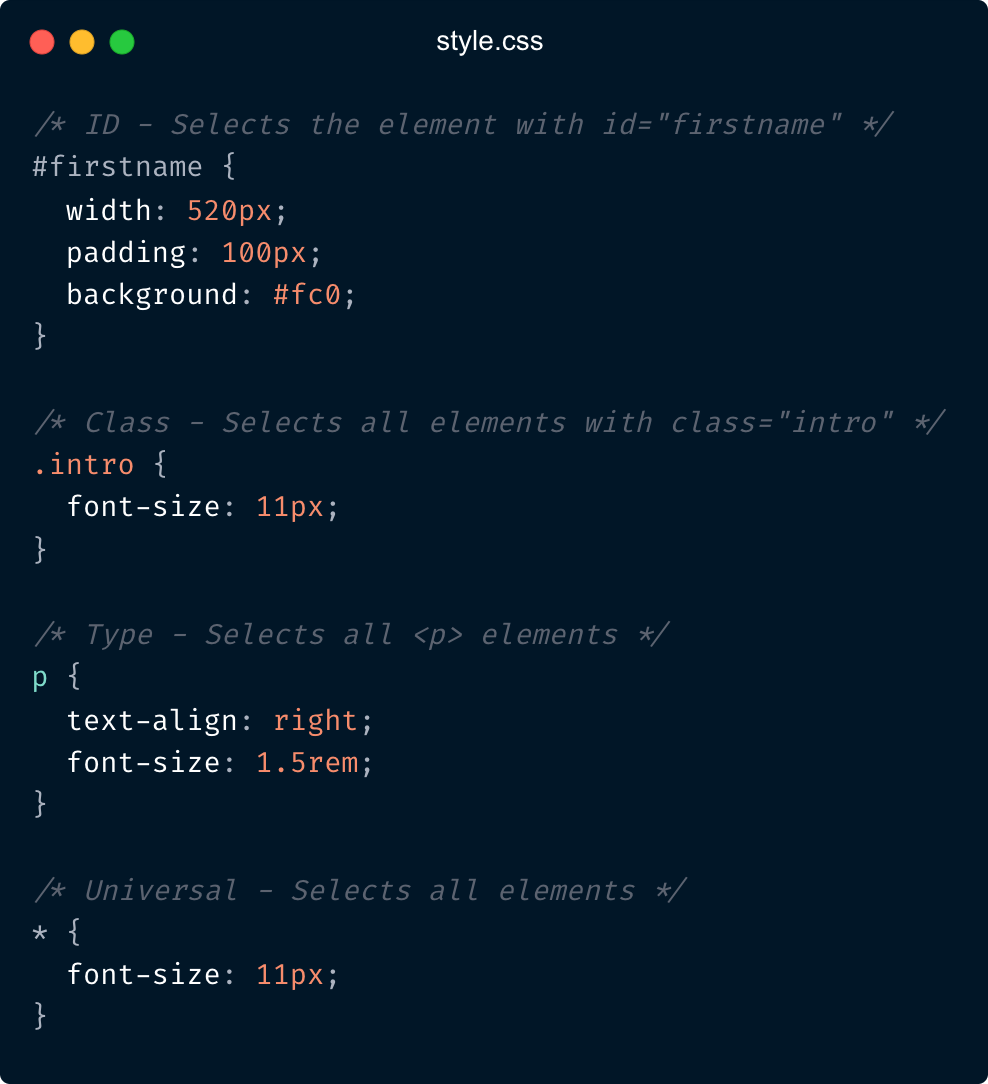 style.css
/* ID - Selects the element with id="firstname" */
#firstname {
  width: 520px;
  padding: 100px;
  background: #fc0;
}
/* Class - Selects all elements with class="intro" */
.intro {
  font-size: 11px;
}
/* Type - Selects all <p> elements */
p {
  text-align: right;
  font-size: 1.5rem;
}
/* Universal - Selects all elements */
* {
  font-size: 11px;
}